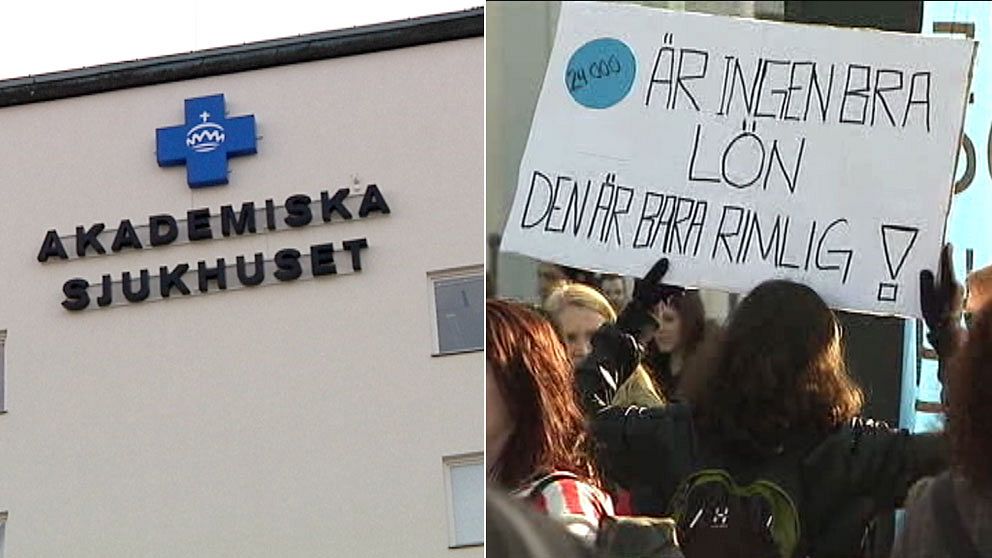 AKADEMISKA
SJUKHUSET
24 000
ÄR INGEN BRA
LÖN
DEN ÄR BARA RIMLIG!